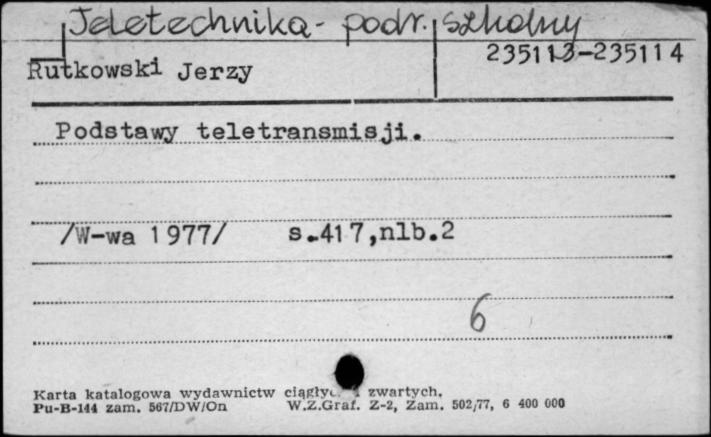 Teletechnika - podr. szkolny
235113-235114
Rutkowski Jerzy
Podstawy teletransmisji.
/W-wa 1977/ s.417,nlb.2
6
Karta katalogowa wydawnictw zwartych.
Pu-B-144 zam. 567/DW/On W.Z.Graf. Z-2, Zam. 502/77, 6 400 000